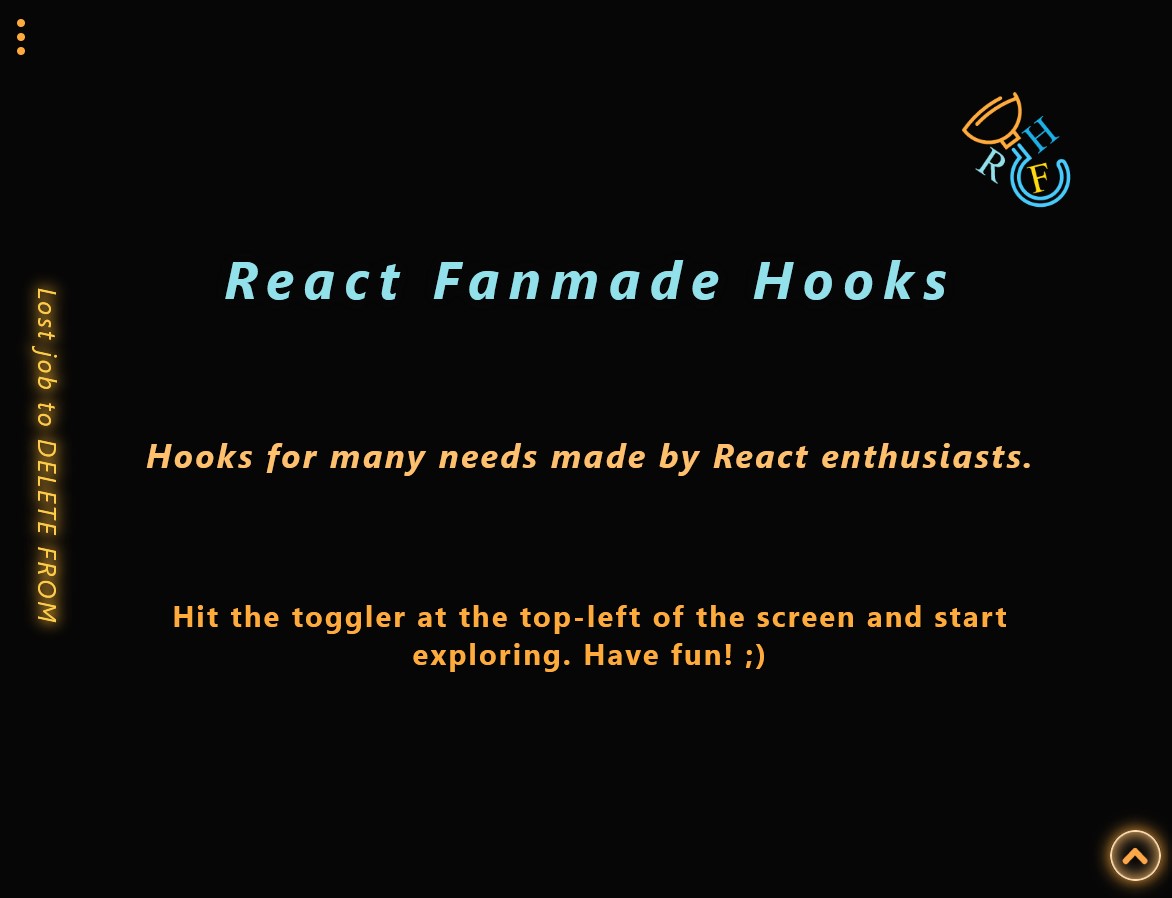 R H
F
React Fanmade Hooks
Lost job to DELETE FROM
Hooks for many needs made by React enthusiasts.
Hit the toggler at the top-left of the screen and start
exploring. Have fun! ;)